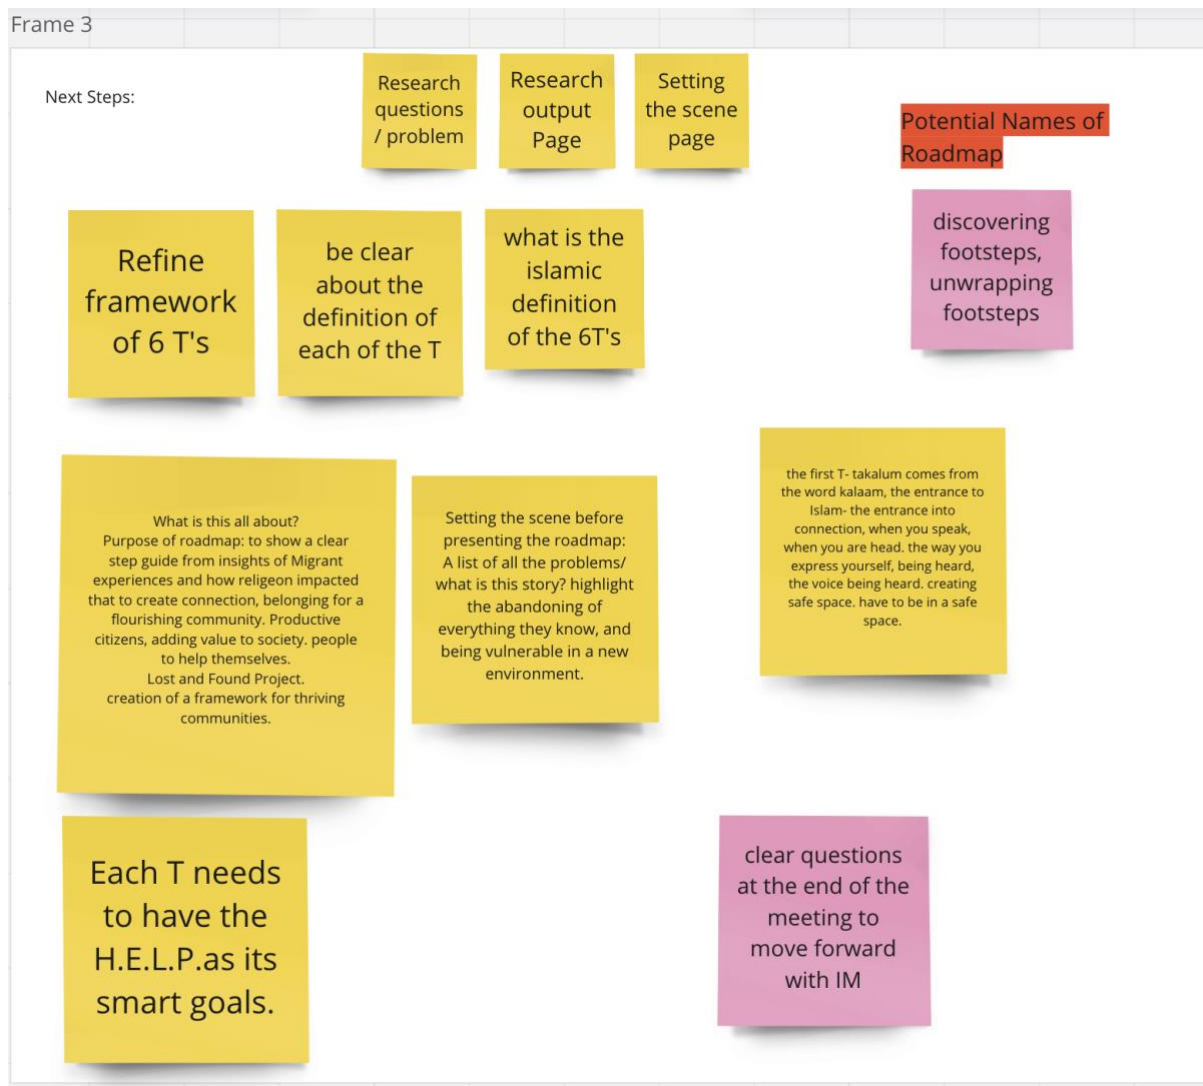 Frame 3
Next Steps:
Research
questions
/ problem
Research
output
Page
Setting
the scene
page
Potential Names of
Roadmap
discovering
footsteps,
unwrapping
footsteps
Refine
framework
of 6 T's
be clear
about the
definition of
each of the T
what is the
islamic
definition
of the 6T's
What is this all about?
Purpose of roadmap: to show a clear
step guide from insights of Migrant
experiences and how religeon impacted
that to create connection, belonging for a
flourishing community. Productive
citizens, adding value to society. people
to help themselves.
Lost and Found Project.
creation of a framework for thriving
communities.
Setting the scene before
presenting the roadmap:
A list of all the problems/
what is this story? highlight
the abandoning of
everything they know, and
being vulnerable in a new
environment.
the first T- takalum comes from
the word kalaam, the entrance to
Islam- the entrance into
connection, when you speak,
when you are head. the way you
express yourself, being heard,
the voice being heard. creating
safe space. have to be in a safe
space.
Each T needs
to have the
H.E.L.P.as its
smart goals.
clear questions
at the end of the
meeting to
move forward
with IM